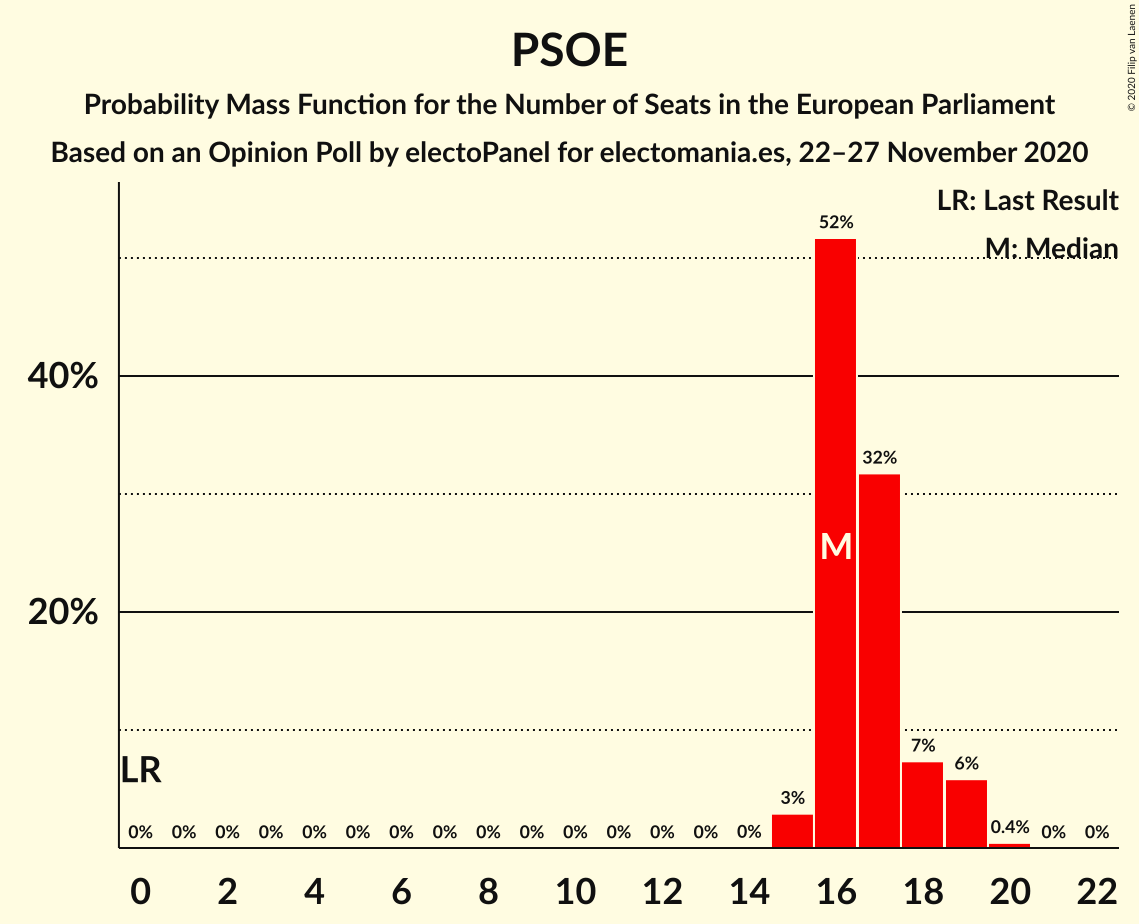 PSOE
Probability Mass Function for the Number of Seats in the European Parliament
Based on an Opinion Poll by electoPanel for electomania.es, 22–27 November 2020
© 2020 Filip van Laenen
LR: Last Result
M: Median
52%
40%
32%
M
20%
7%
6%
LR
3%
0% 0% 0% 0% 0% 0% 0% 0% 0% 0% 0% 0% 0% 0% 0% 0.4% 0% 0%
0 2 4 6 8 10 12 14 16 18 20 22